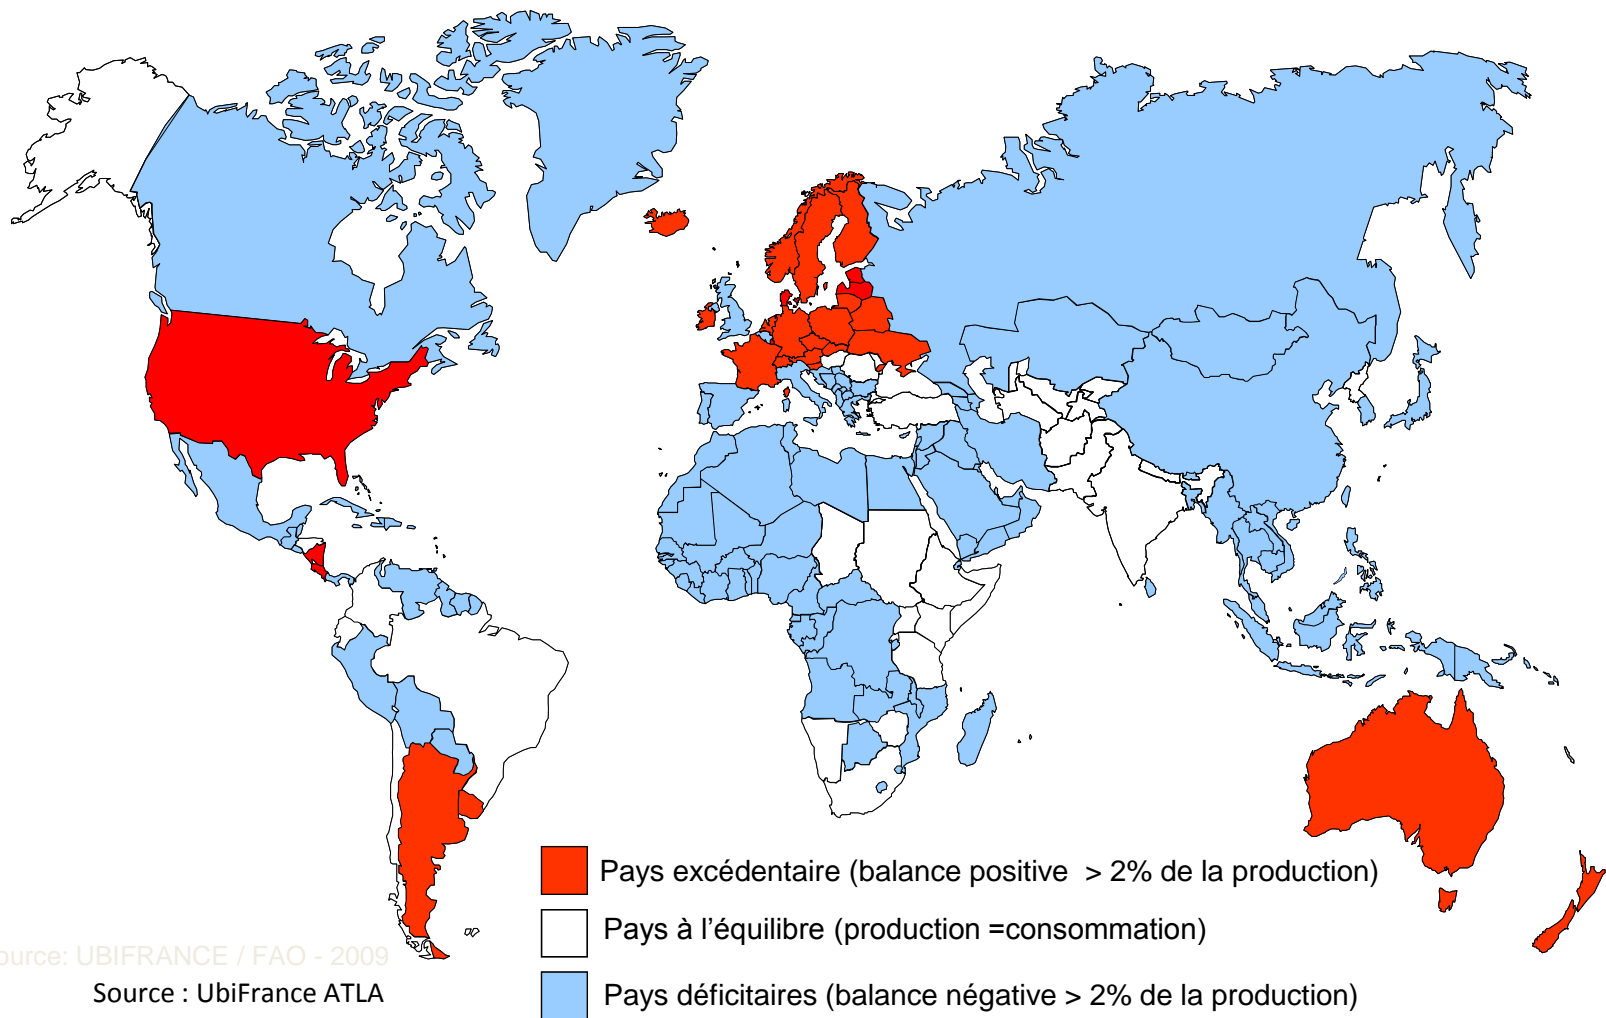 Pays excédentaire (balance positive  > 2% de la production)
Pays à l’équilibre (production =consommation)
Pays déficitaires (balance négative > 2% de la production)
ource: UBIFRANCE / FAO - 2009
Source : UbiFrance ATLA